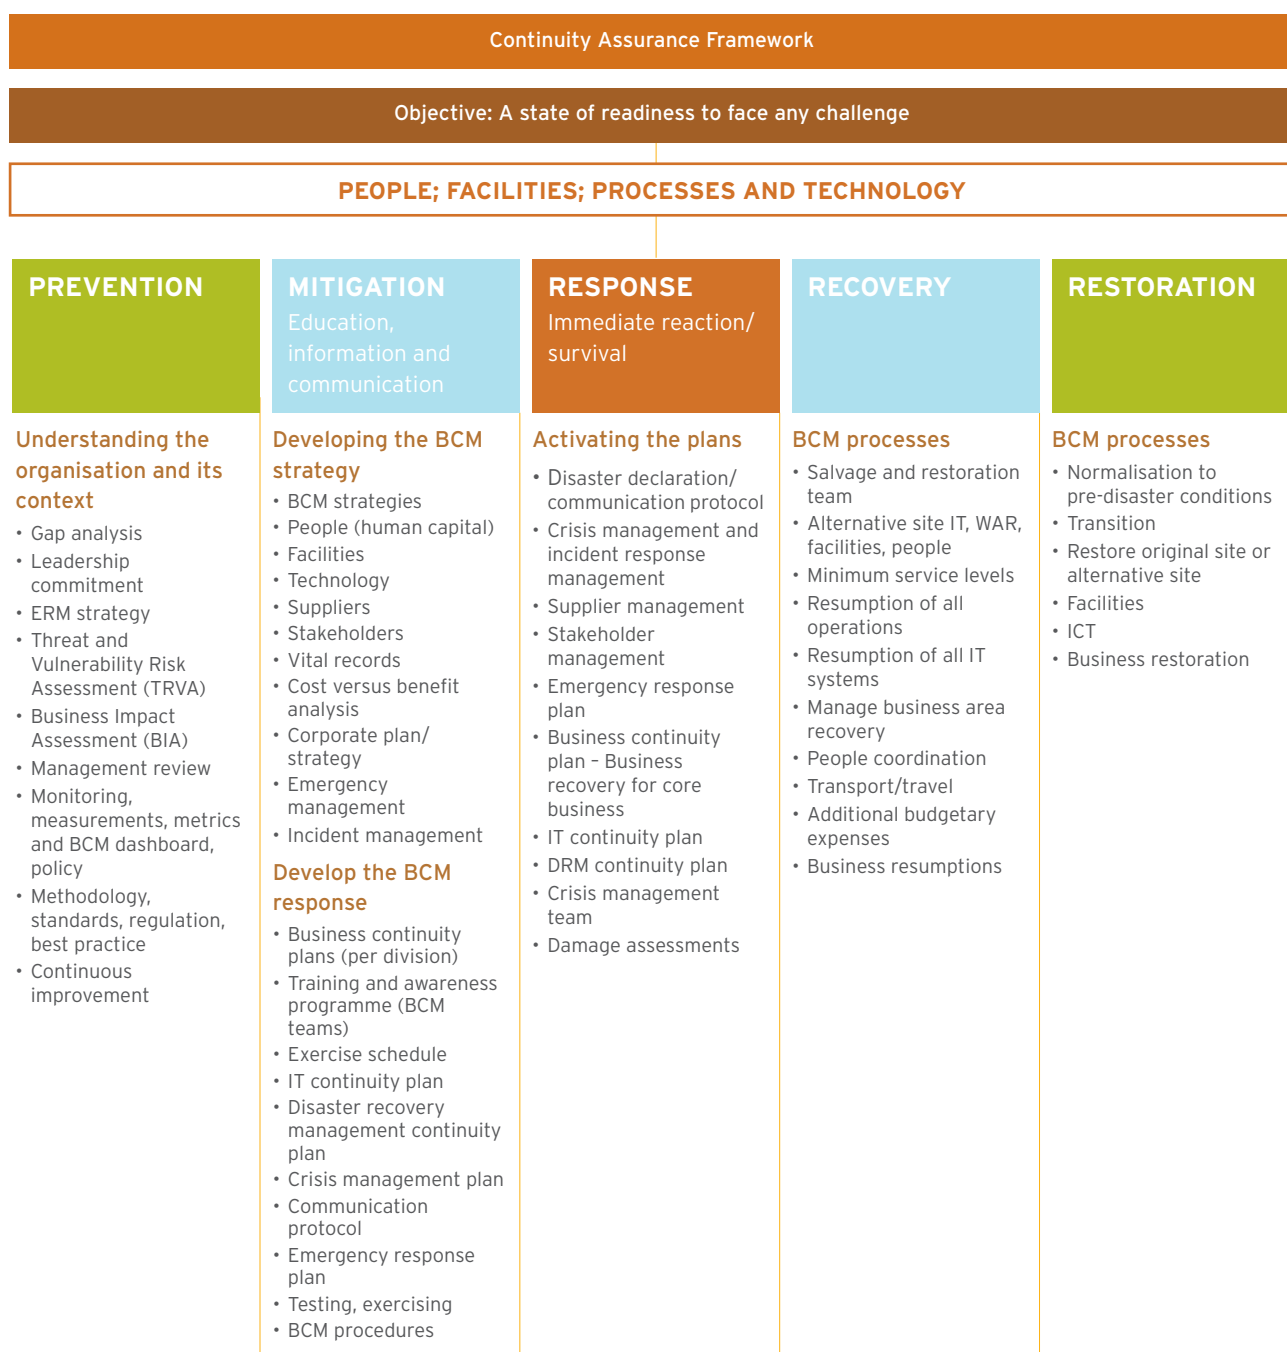 Continuity Assurance Framework
Objective: A state of readiness to face any challenge
PEOPLE; FACILITIES; PROCESSES AND TECHNOLOGY
PREVENTION
Understanding the
organisation and its
context
• Gap analysis
• Leadership
commitment
• ERM strategy
• Threat and
Vulnerability Risk
Assessment (TRVA)
• Business Impact
Assessment (BIA)
• Management review
• Monitoring,
measurements, metrics
and BCM dashboard,
policy
• Methodology,
standards, regulation,
best practice
• Continuous
improvement
MITIGATION
Education,
information and
communication
Developing the BCM
strategy
• BCM strategies
• People (human capital)
• Facilities
• Technology
• Suppliers
• Stakeholders
• Vital records
• Cost versus benefit
analysis
• Corporate plan/
strategy
• Emergency
management
• Incident management
Develop the BCM
response
• Business continuity
plans (per division)
• Training and awareness
programme (BCM
teams)
• Exercise schedule
• IT continuity plan
• Disaster recovery
management continuity
plan
• Crisis management plan
• Communication
protocol
• Emergency response
plan
• Testing, exercising
• BCM procedures
RESPONSE
Immediate reaction/
survival
Activating the plans
• Disaster declaration/
communication protocol
• Crisis management and
incident response
management
• Supplier management
• Stakeholder
management
• Emergency response
plan
• Business continuity
plan – Business
recovery for core
business
• IT continuity plan
• DRM continuity plan
• Crisis management
team
• Damage assessments
RECOVERY
BCM processes
• Salvage and restoration
team
• Alternative site IT, WAR,
facilities, people
• Minimum service levels
• Resumption of all
operations
• Resumption of all IT
systems
• Manage business area
recovery
• People coordination
• Transport/travel
• Additional budgetary
expenses
• Business resumptions
RESTORATION
BCM processes
• Normalisation to
pre-disaster conditions
• Transition
• Restore original site or
alternative site
• Facilities
• ICT
• Business restoration